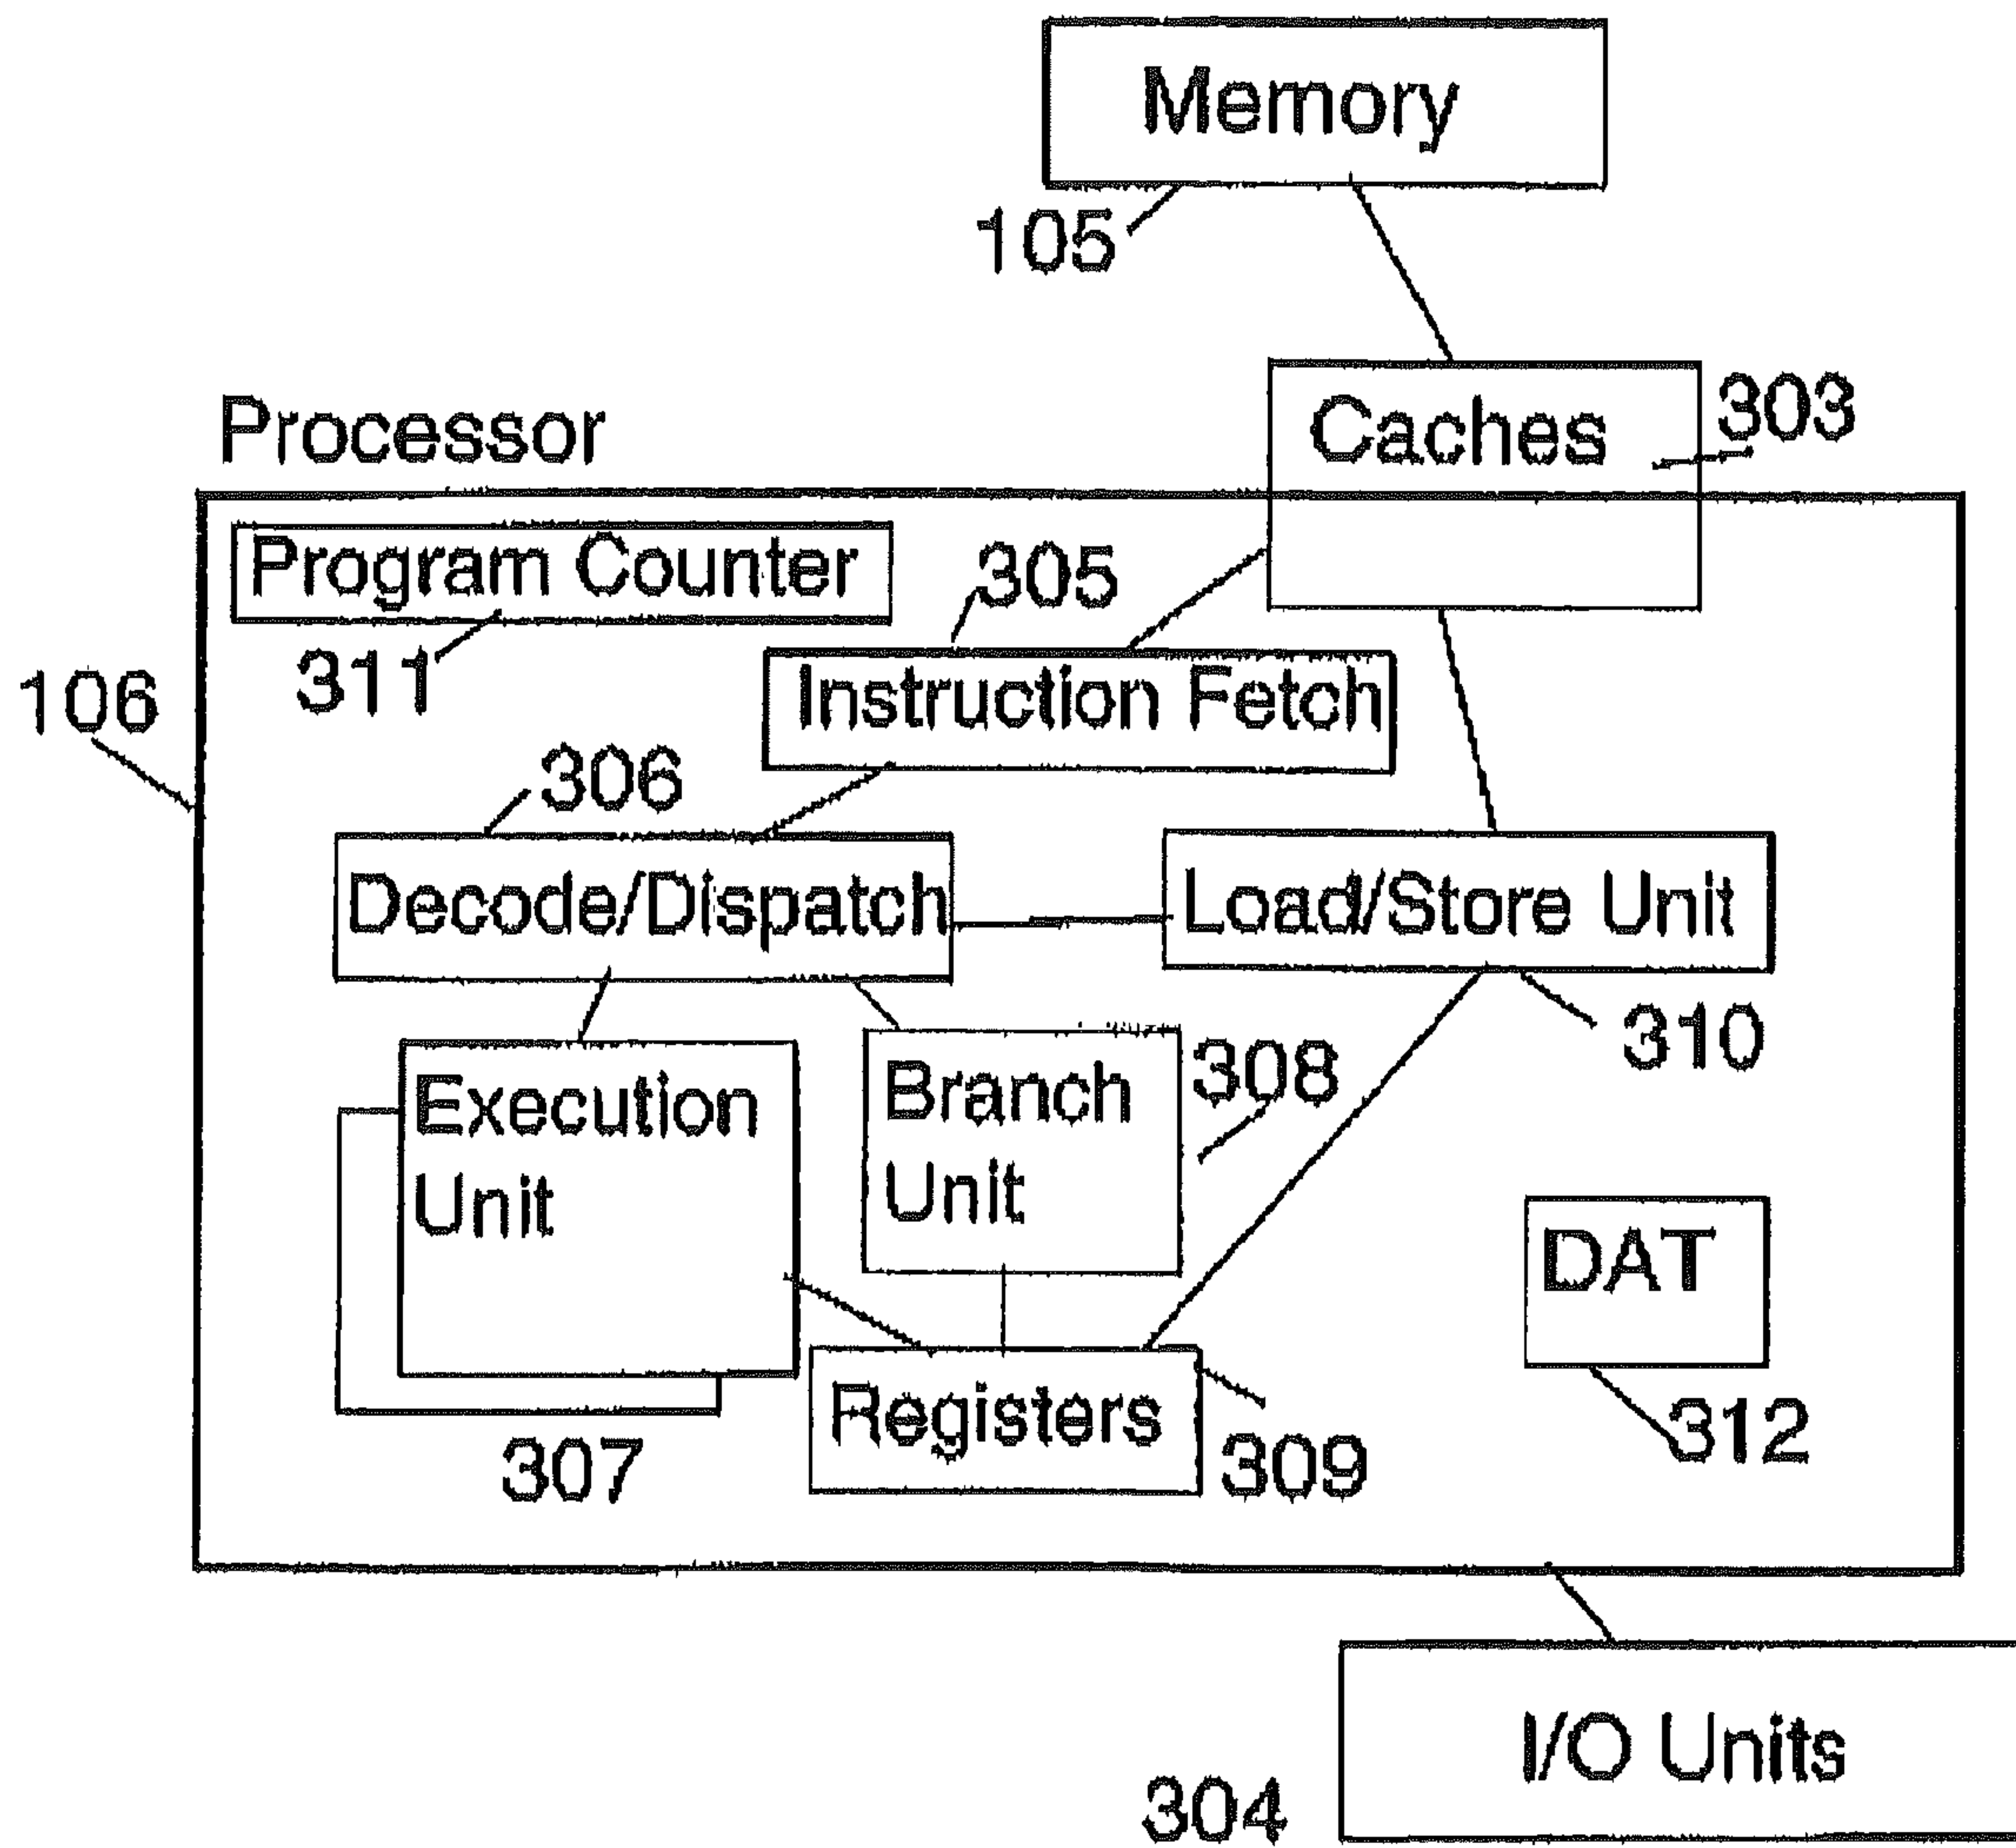 Memory
105
Caches
303
Processor
Program Counter
305
311
Instruction Fetch
106
306
Decode/Dispatch
Load/Store Unit
310
Execution
Unit
Branch
Unit
308
DAT
Registers
312
307
309
I/O Units
304